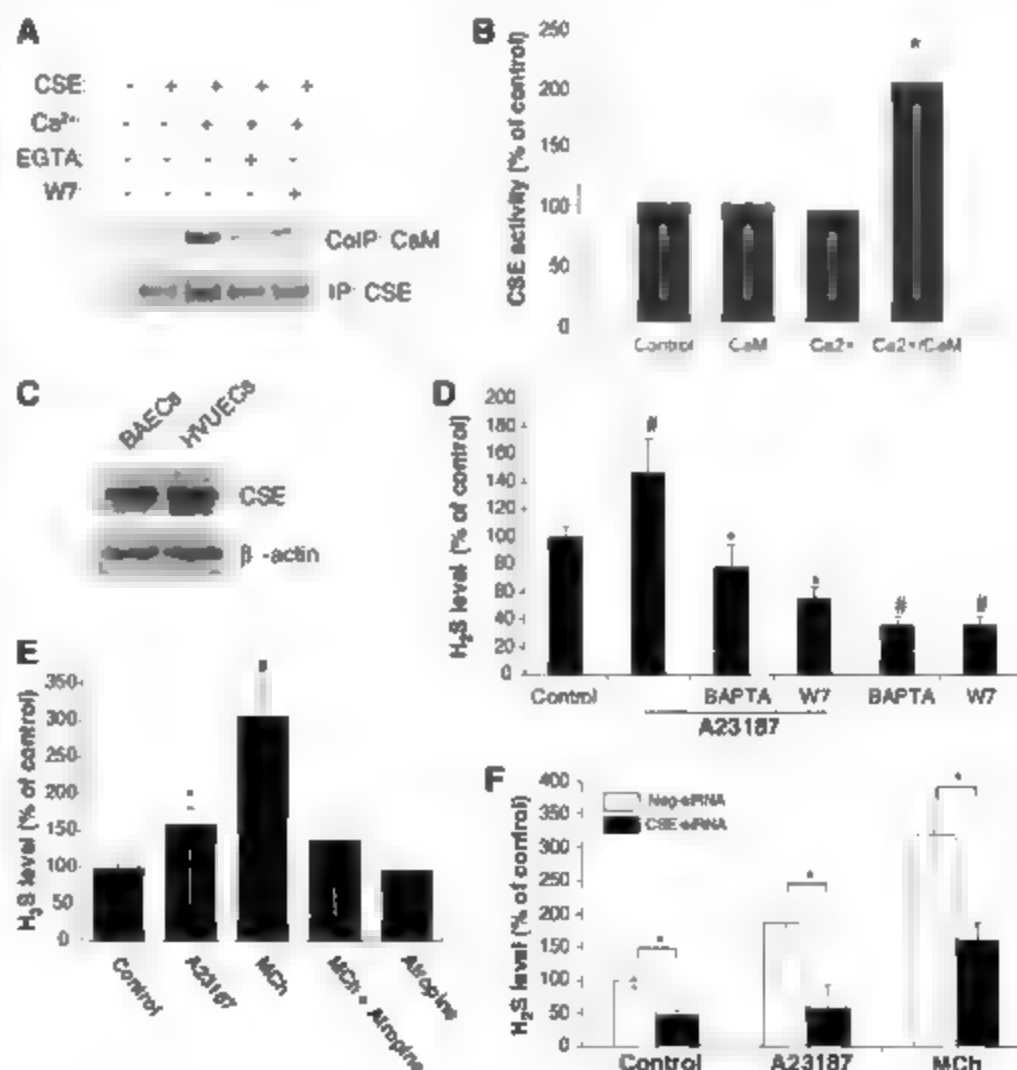 A
CSE: - + + + +
Ca²⁺: - - + + +
EGTA: - - - + -
W7: - - - - +
CoIP: CaM
IP: CSE
B
CSE activity (% of control)
250
200
150
100
50
0
*
Control CaM Ca2+ Ca2+/CaM
C
BAECs HVUECs
CSE
β -actin
D
H₂S level (% of control)
200
180
160
140
120
100
80
60
40
20
0
# * * # #
Control BAPTA W7 BAPTA W7
A23187
E
H₂S level (% of control)
350
300
250
200
150
100
50
0
Control A23187 MCh MCh + Atropine Atropine
F
H₂S level (% of control)
400
350
300
250
200
150
100
50
0
Neg-siRNA
CSE-siRNA
* * *
Control A23187 MCh